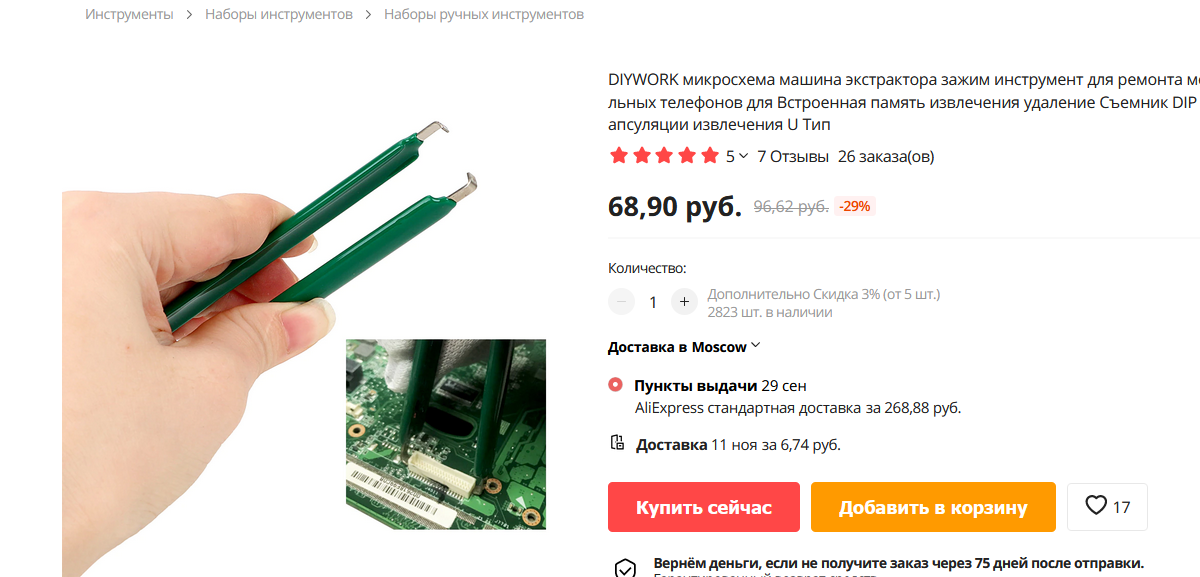 Инструменты > Наборы инструментов > Наборы ручных инструментов
DIYWORK микросхема машина экстрактора зажим инструмент для ремонта
льных телефонов для Встроенная память извлечения удаление Съемник DIP
апсуляции извлечения U Тип
5 7 Отзывы 26 заказа(ов)
68,90 руб. 96,62 руб. -29%
Количество:
1 + Дополнительно Скидка 3% (от 5 шт.)
2823 шт. в наличии
Доставка в Moscow
Пункты выдачи 29 сен
AliExpress стандартная доставка за 268,88 руб.
Доставка 11 ноя за 6,74 руб.
Купить сейчас Добавить в корзину 17
Вернём деньги, если не получите заказ через 75 дней после отправки.